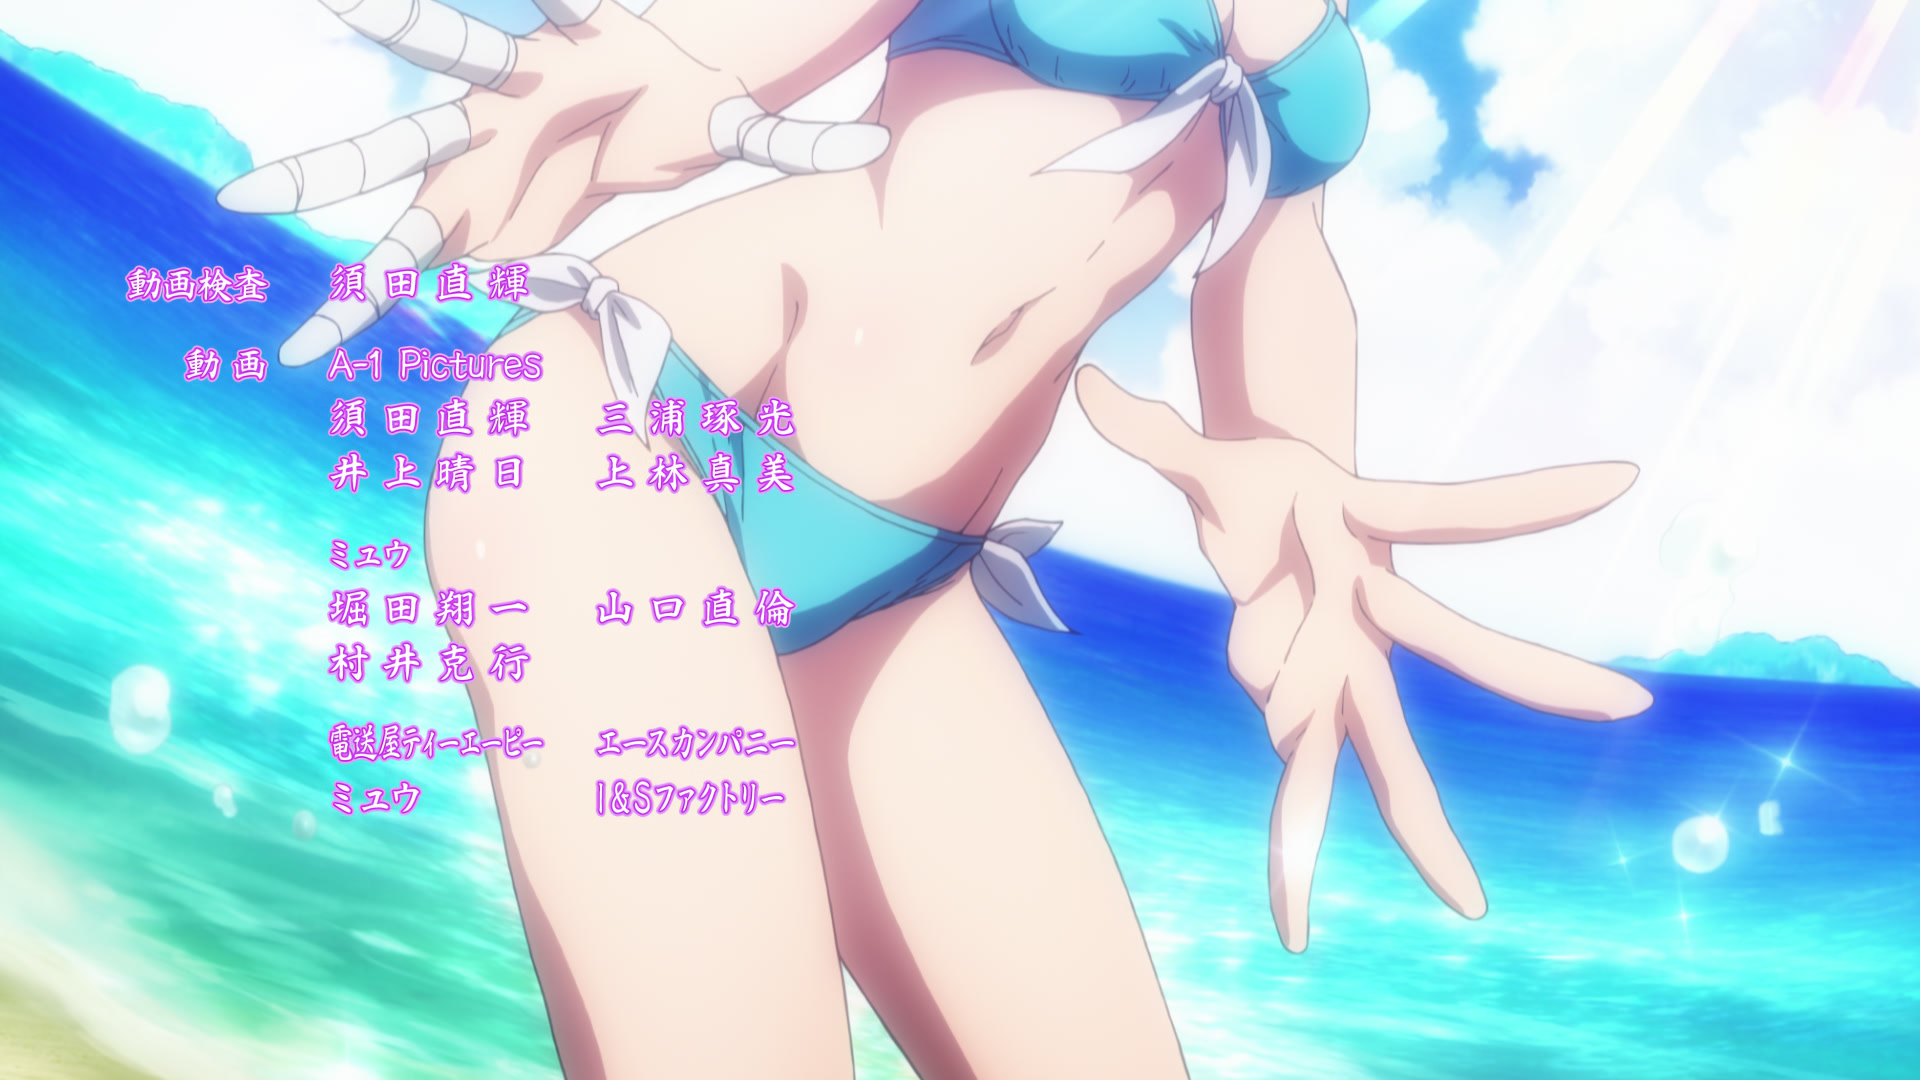 動画検査 須田直輝
動画 A-1 Pictures
須田直輝 三浦琢光
井上晴日 上林真美
ミュウ
堀田翔一 山口直倫
村井克行
電送屋ティーエーピー エースカンパニー
ミュウ I&Sファクトリー